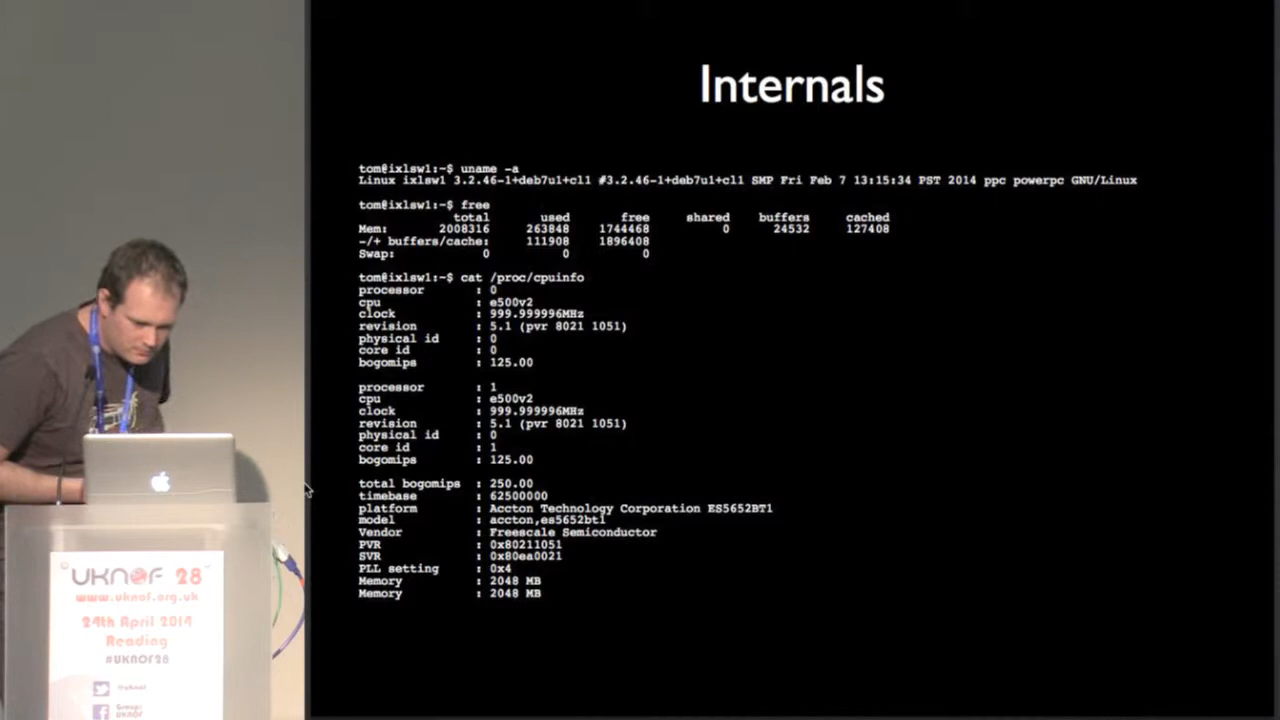 Internals
tom@ixlsw1:~$ uname -a
Linux ixlsw1 3.2.46-1+deb7u1+cl1 #3.2.46-1+deb7u1+cl1 SMP Fri Feb 7 13:15:34 PST 2014 ppc powerpc GNU/Linux
tom@ixlsw1:~$ free
total used free shared buffers cached
Mem: 2008316 263848 1744468 0 24532 127408
-/+ buffers/cache: 111908 1896408
Swap: 0 0 0
tom@ixlsw1:~$ cat /proc/cpuinfo
processor : 0
cpu : e500v2
clock : 999.999996MHz
revision : 5.1 (pvr 8021 1051)
physical id : 0
core id : 0
bogomips : 125.00
processor : 1
cpu : e500v2
clock : 999.999996MHz
revision : 5.1 (pvr 8021 1051)
physical id : 0
core id : 1
bogomips : 125.00
total bogomips : 250.00
timebase : 62500000
platform : Accton Technology Corporation ES5652BT1
model : accton,es5652bt1
Vendor : Freescale Semiconductor
PVR : 0x80211051
SVR : 0x80ea0021
PLL setting : 0x4
Memory : 2048 MB
Memory : 2048 MB
UKNOF 28
www.uknof.org.uk
24th April 2014
Reading
#UKNOF28
@uknof
Group:
UKNOF